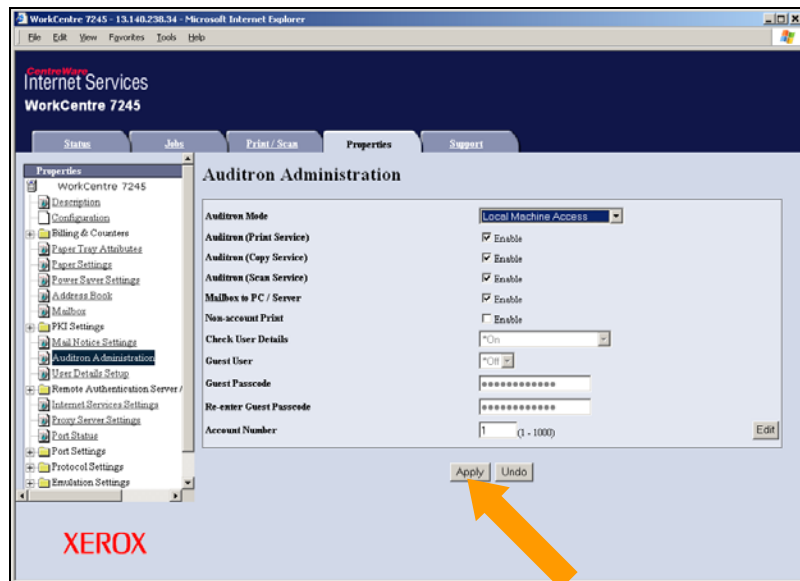 WorkCentre 7245 - 13.140.238.34 - Microsoft Internet Explorer
File Edit View Favorites Tools Help
CentreWare
Internet Services
WorkCentre 7245
Status Jobs Print / Scan Properties Support
Properties
WorkCentre 7245
Description
Configuration
Billing & Counters
Paper Tray Attributes
Paper Settings
Power Saver Settings
Address Book
Mailbox
PKI Settings
Mail Notice Settings
Auditron Administration
User Details Setup
Remote Authentication Server/
Internet Services Settings
Proxy Server Settings
Port Status
Port Settings
Protocol Settings
Emulation Settings
XEROX
Auditron Administration
Auditron Mode Local Machine Access
Auditron (Print Service) Enable
Auditron (Copy Service) Enable
Auditron (Scan Service) Enable
Mailbox to PC / Server Enable
Non-account Print Enable
Check User Details *On
Guest User *Off
Guest Passcode ************
Re-enter Guest Passcode ************
Account Number 1 (1 - 1000) Edit
Apply Undo